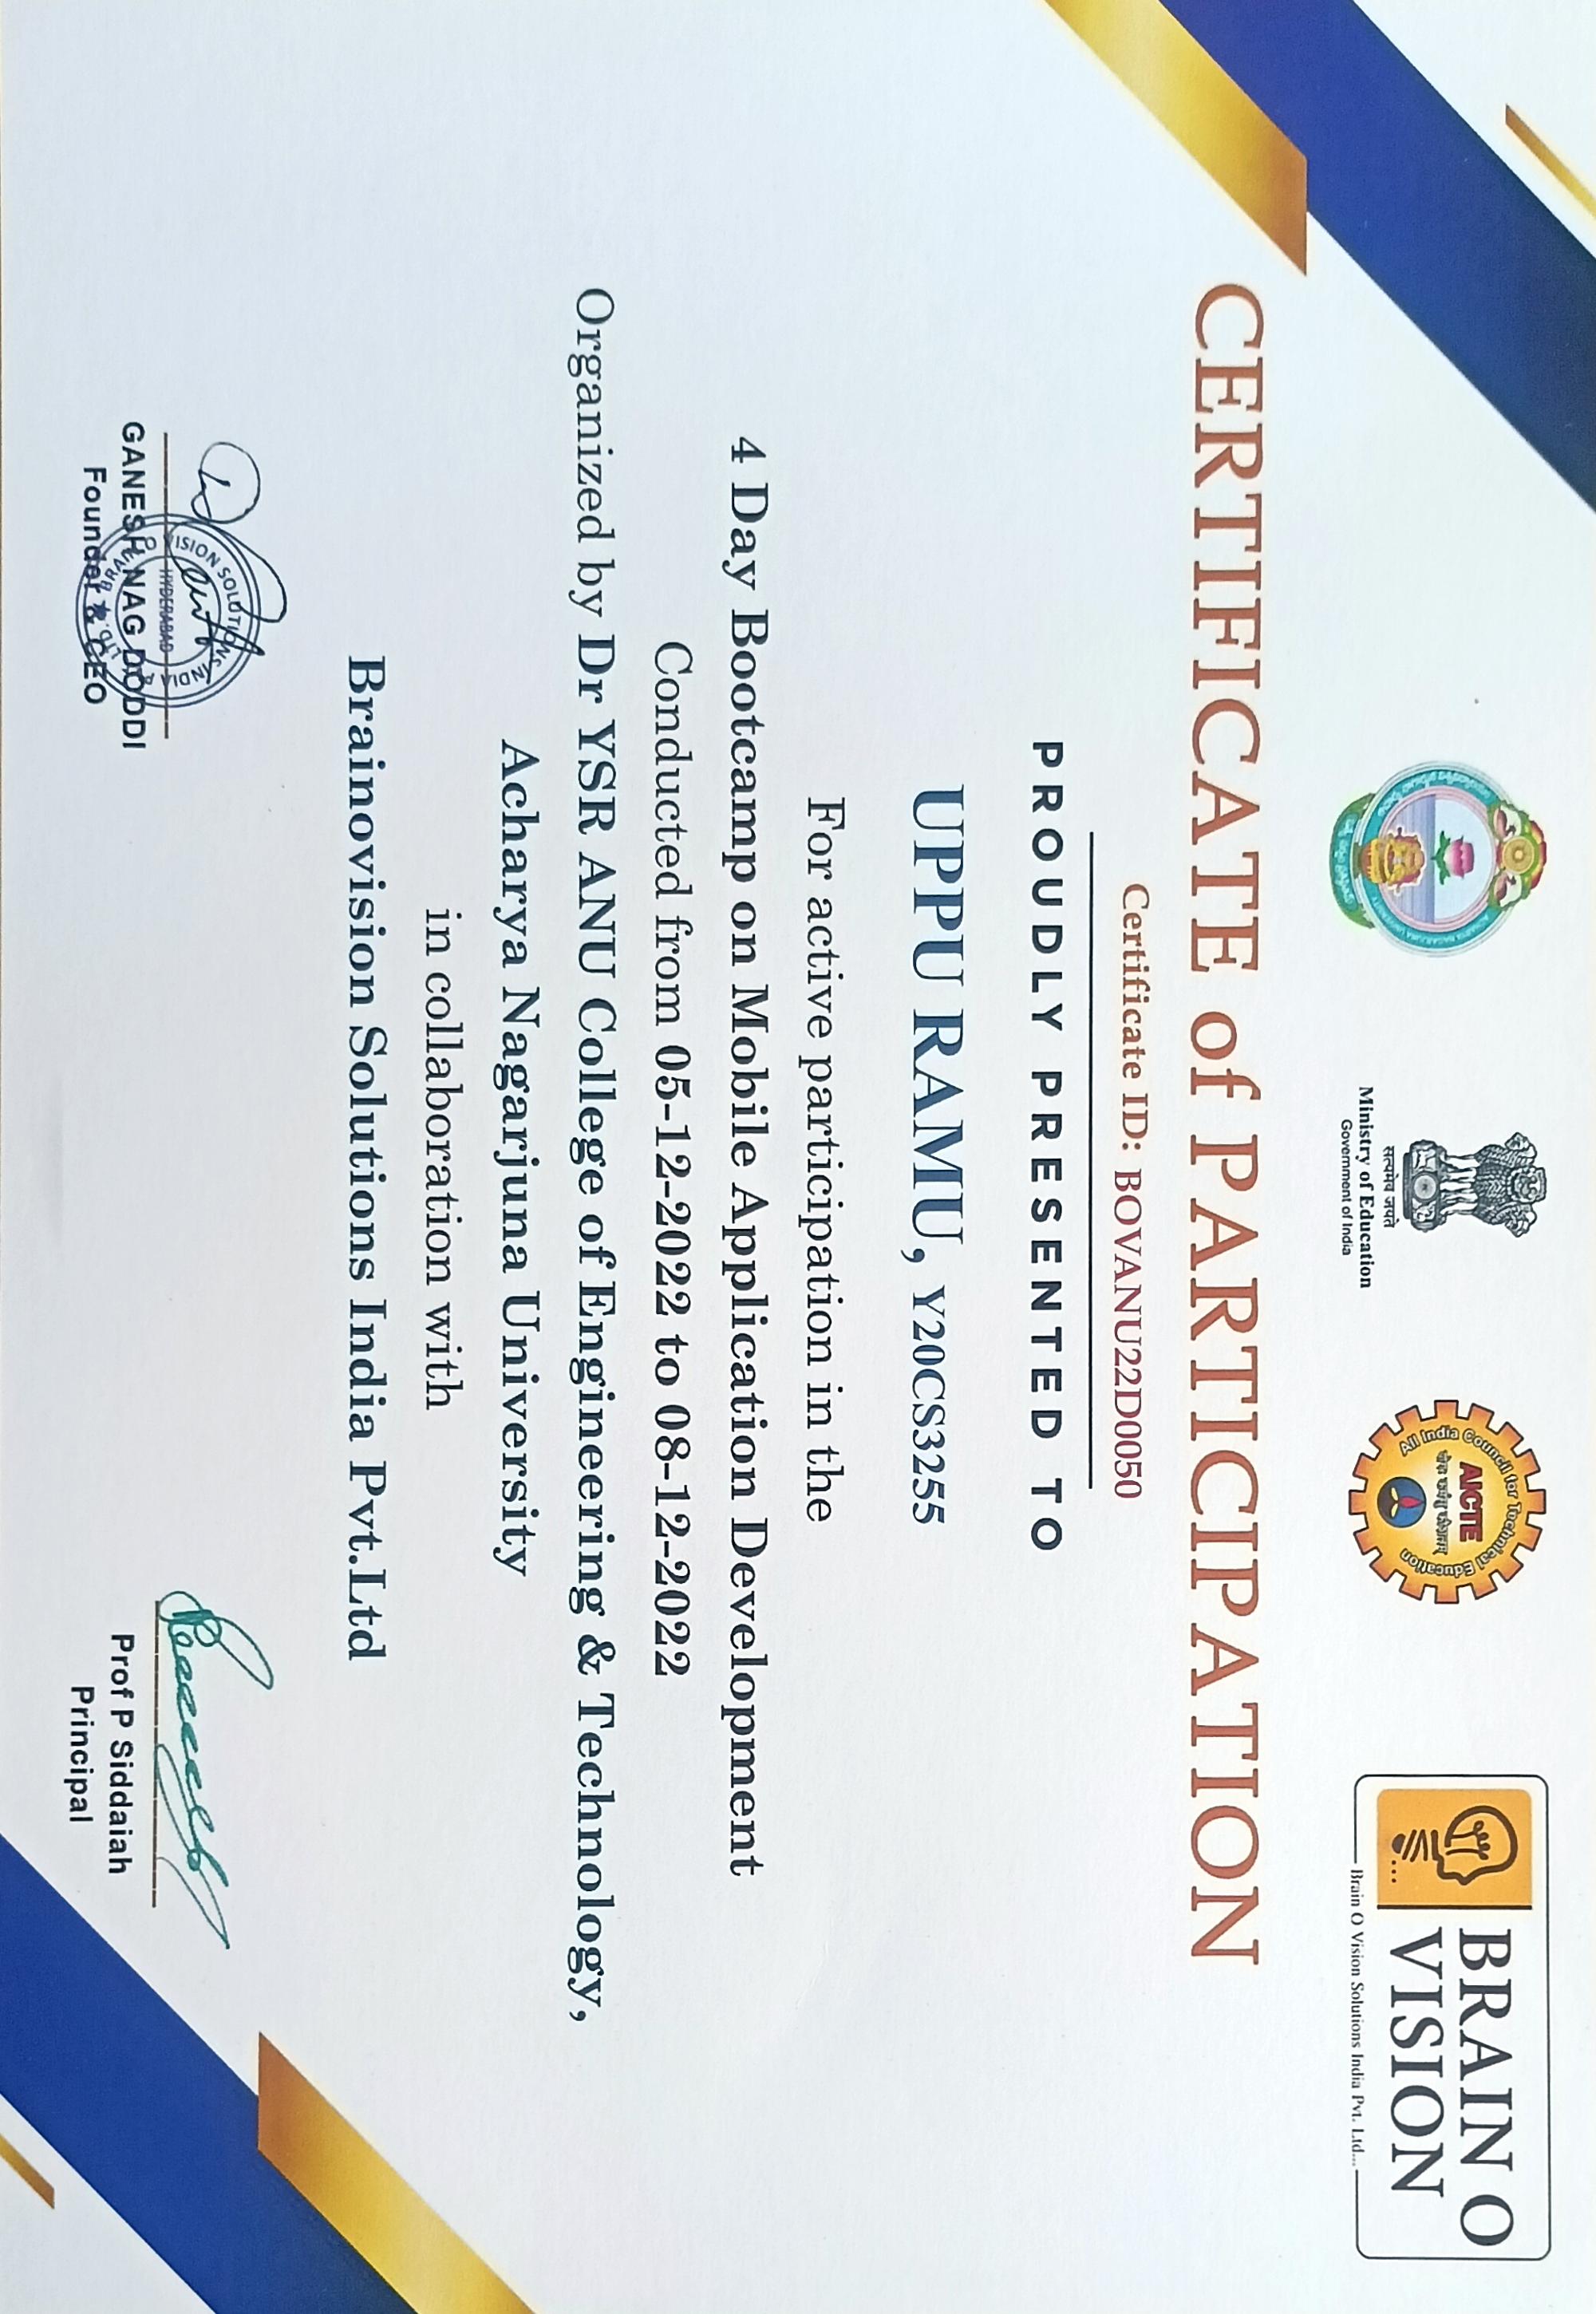 सत्यमेव जयते
Ministry of Education
Government of India
All India Council for Technical Education
AICTE
योगः कर्मसु कौशलम्
BRAIN O
VISION
Brain O Vision Solutions India Pvt. Ltd...
CERTIFICATE of PARTICIPATION
Certificate ID: BOVANU22D0050
PROUDLY PRESENTED TO
UPPU RAMU, Y20CS3255
For active participation in the
4 Day Bootcamp on Mobile Application Development
Conducted from 05-12-2022 to 08-12-2022
Organized by Dr YSR ANU College of Engineering & Technology,
Acharya Nagarjuna University
in collaboration with
Brainovision Solutions India Pvt.Ltd
BRAIN O VISION SOLUTIONS INDIA PVT. LTD.
HYDERABAD
GANESH NAG DODDI
Founder & CEO
Prof P Siddaiah
Principal